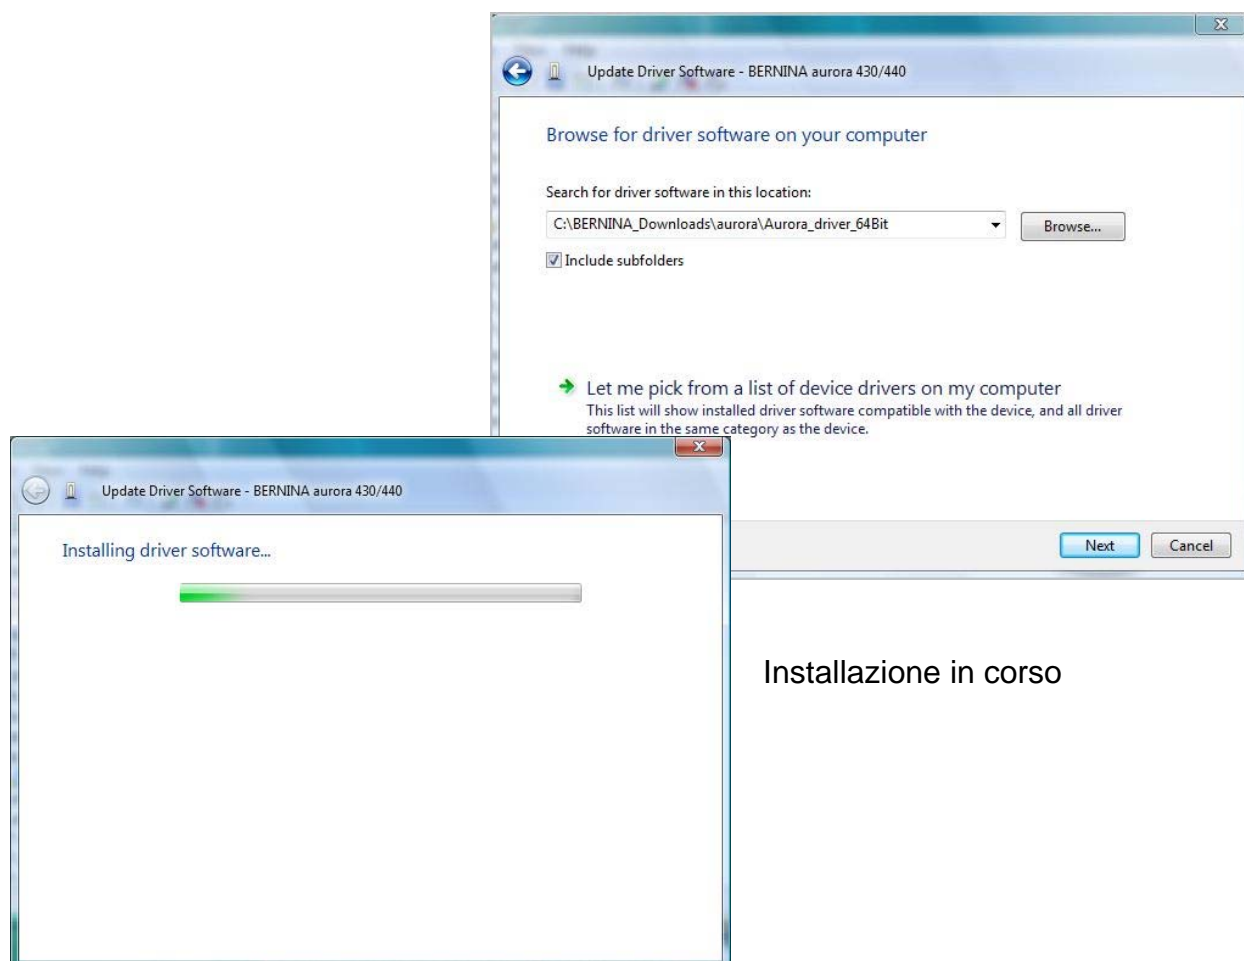 Update Driver Software - BERNINA aurora 430/440
Browse for driver software on your computer
Search for driver software in this location:
C:\BERNINA_Downloads\aurora\Aurora_driver_64Bit
Browse...
Include subfolders
Let me pick from a list of device drivers on my computer
This list will show installed driver software compatible with the device, and all driver
software in the same category as the device.
Next
Cancel
Update Driver Software - BERNINA aurora 430/440
Installing driver software...
Installazione in corso